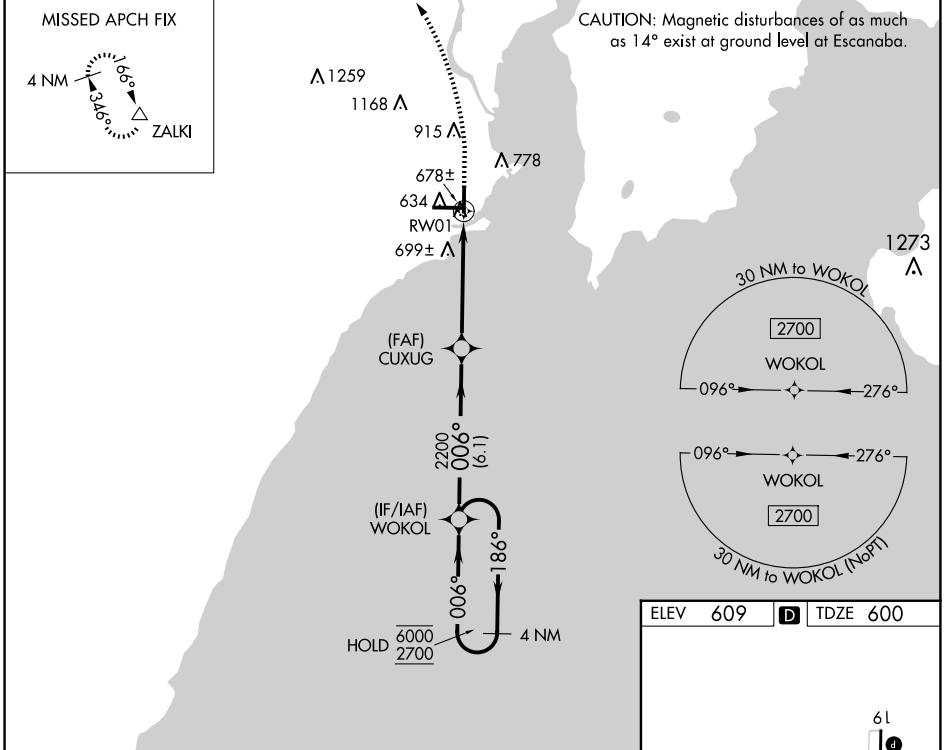 MISSED APCH FIX
4 NM
166°
346°
ZALKI
CAUTION: Magnetic disturbances of as much
as 14° exist at ground level at Escanaba.
1259
1168
915
778
678±
634
RW01
699±
1273
(FAF)
CUXUG
2200
006°
(6.1)
(IF/IAF)
WOKOL
186°
006°
HOLD
6000
2700
4 NM
30 NM to WOKOL
2700
WOKOL
096°
276°
096°
276°
WOKOL
2700
30 NM to WOKOL (NoPT)
ELEV 609
D
TDZE 600
19
P